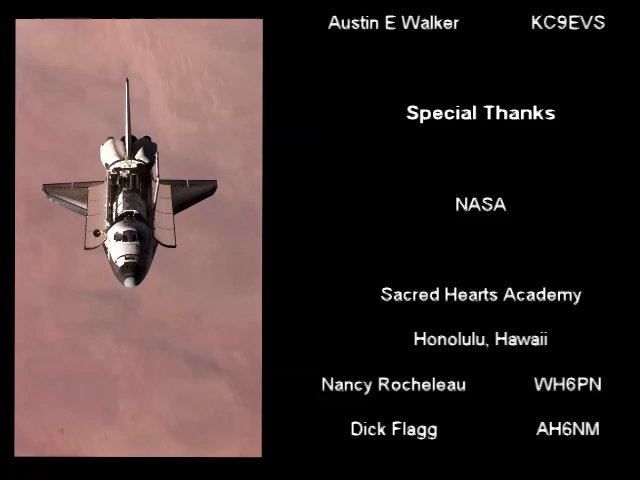 Austin E Walker KC9EVS
Special Thanks
NASA
Sacred Hearts Academy
Honolulu, Hawaii
Nancy Rocheleau WH6PN
Dick Flagg AH6NM